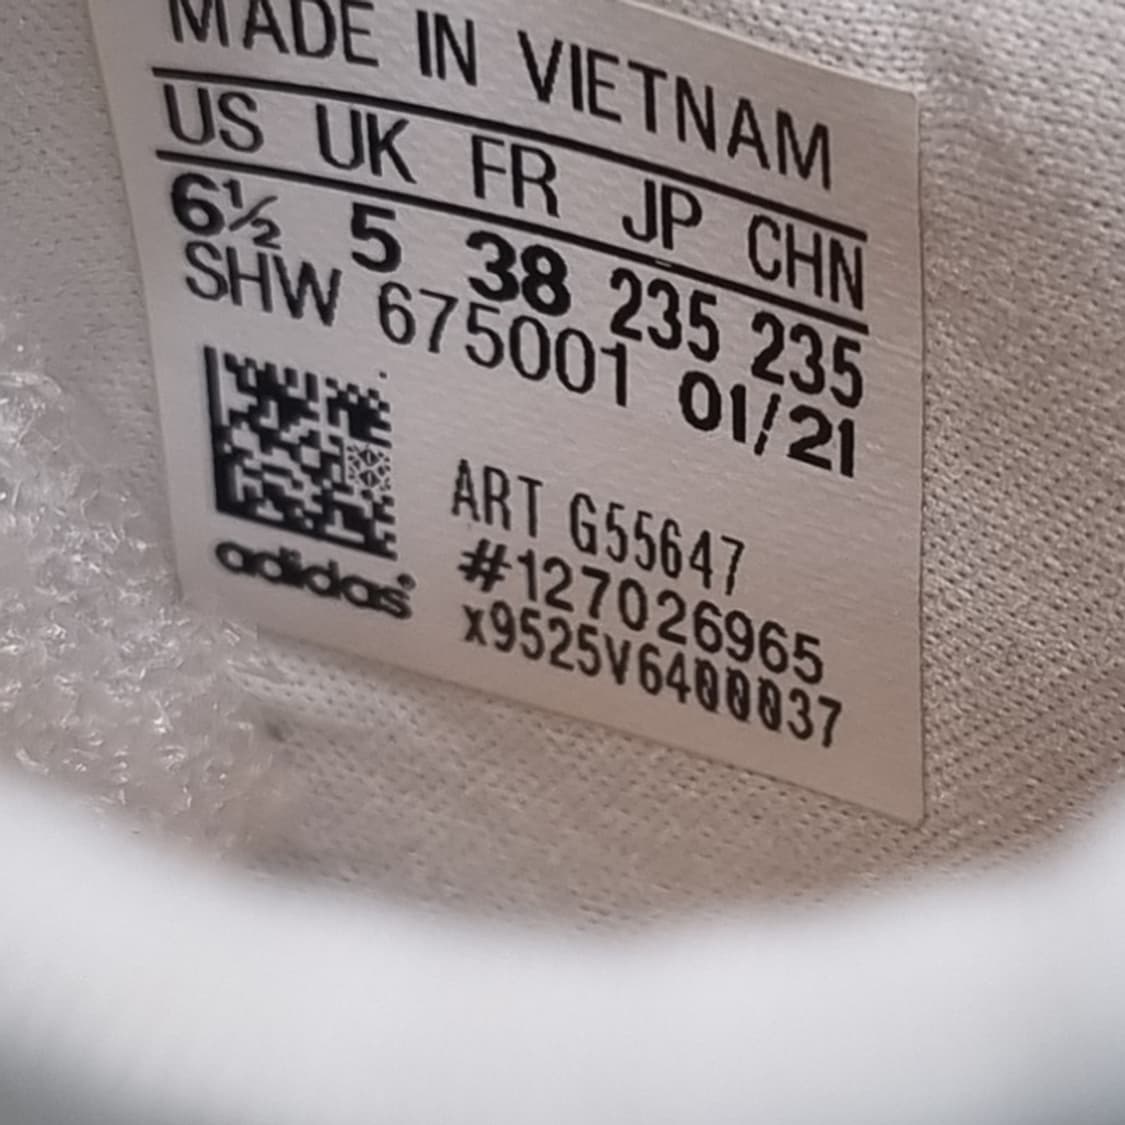 MADE IN VIETNAM
US UK FR JP CHN
6½ 5 38 235 235
SHW 675001 01/21
ART G55647
#127026965
x9525V6400037
adidas